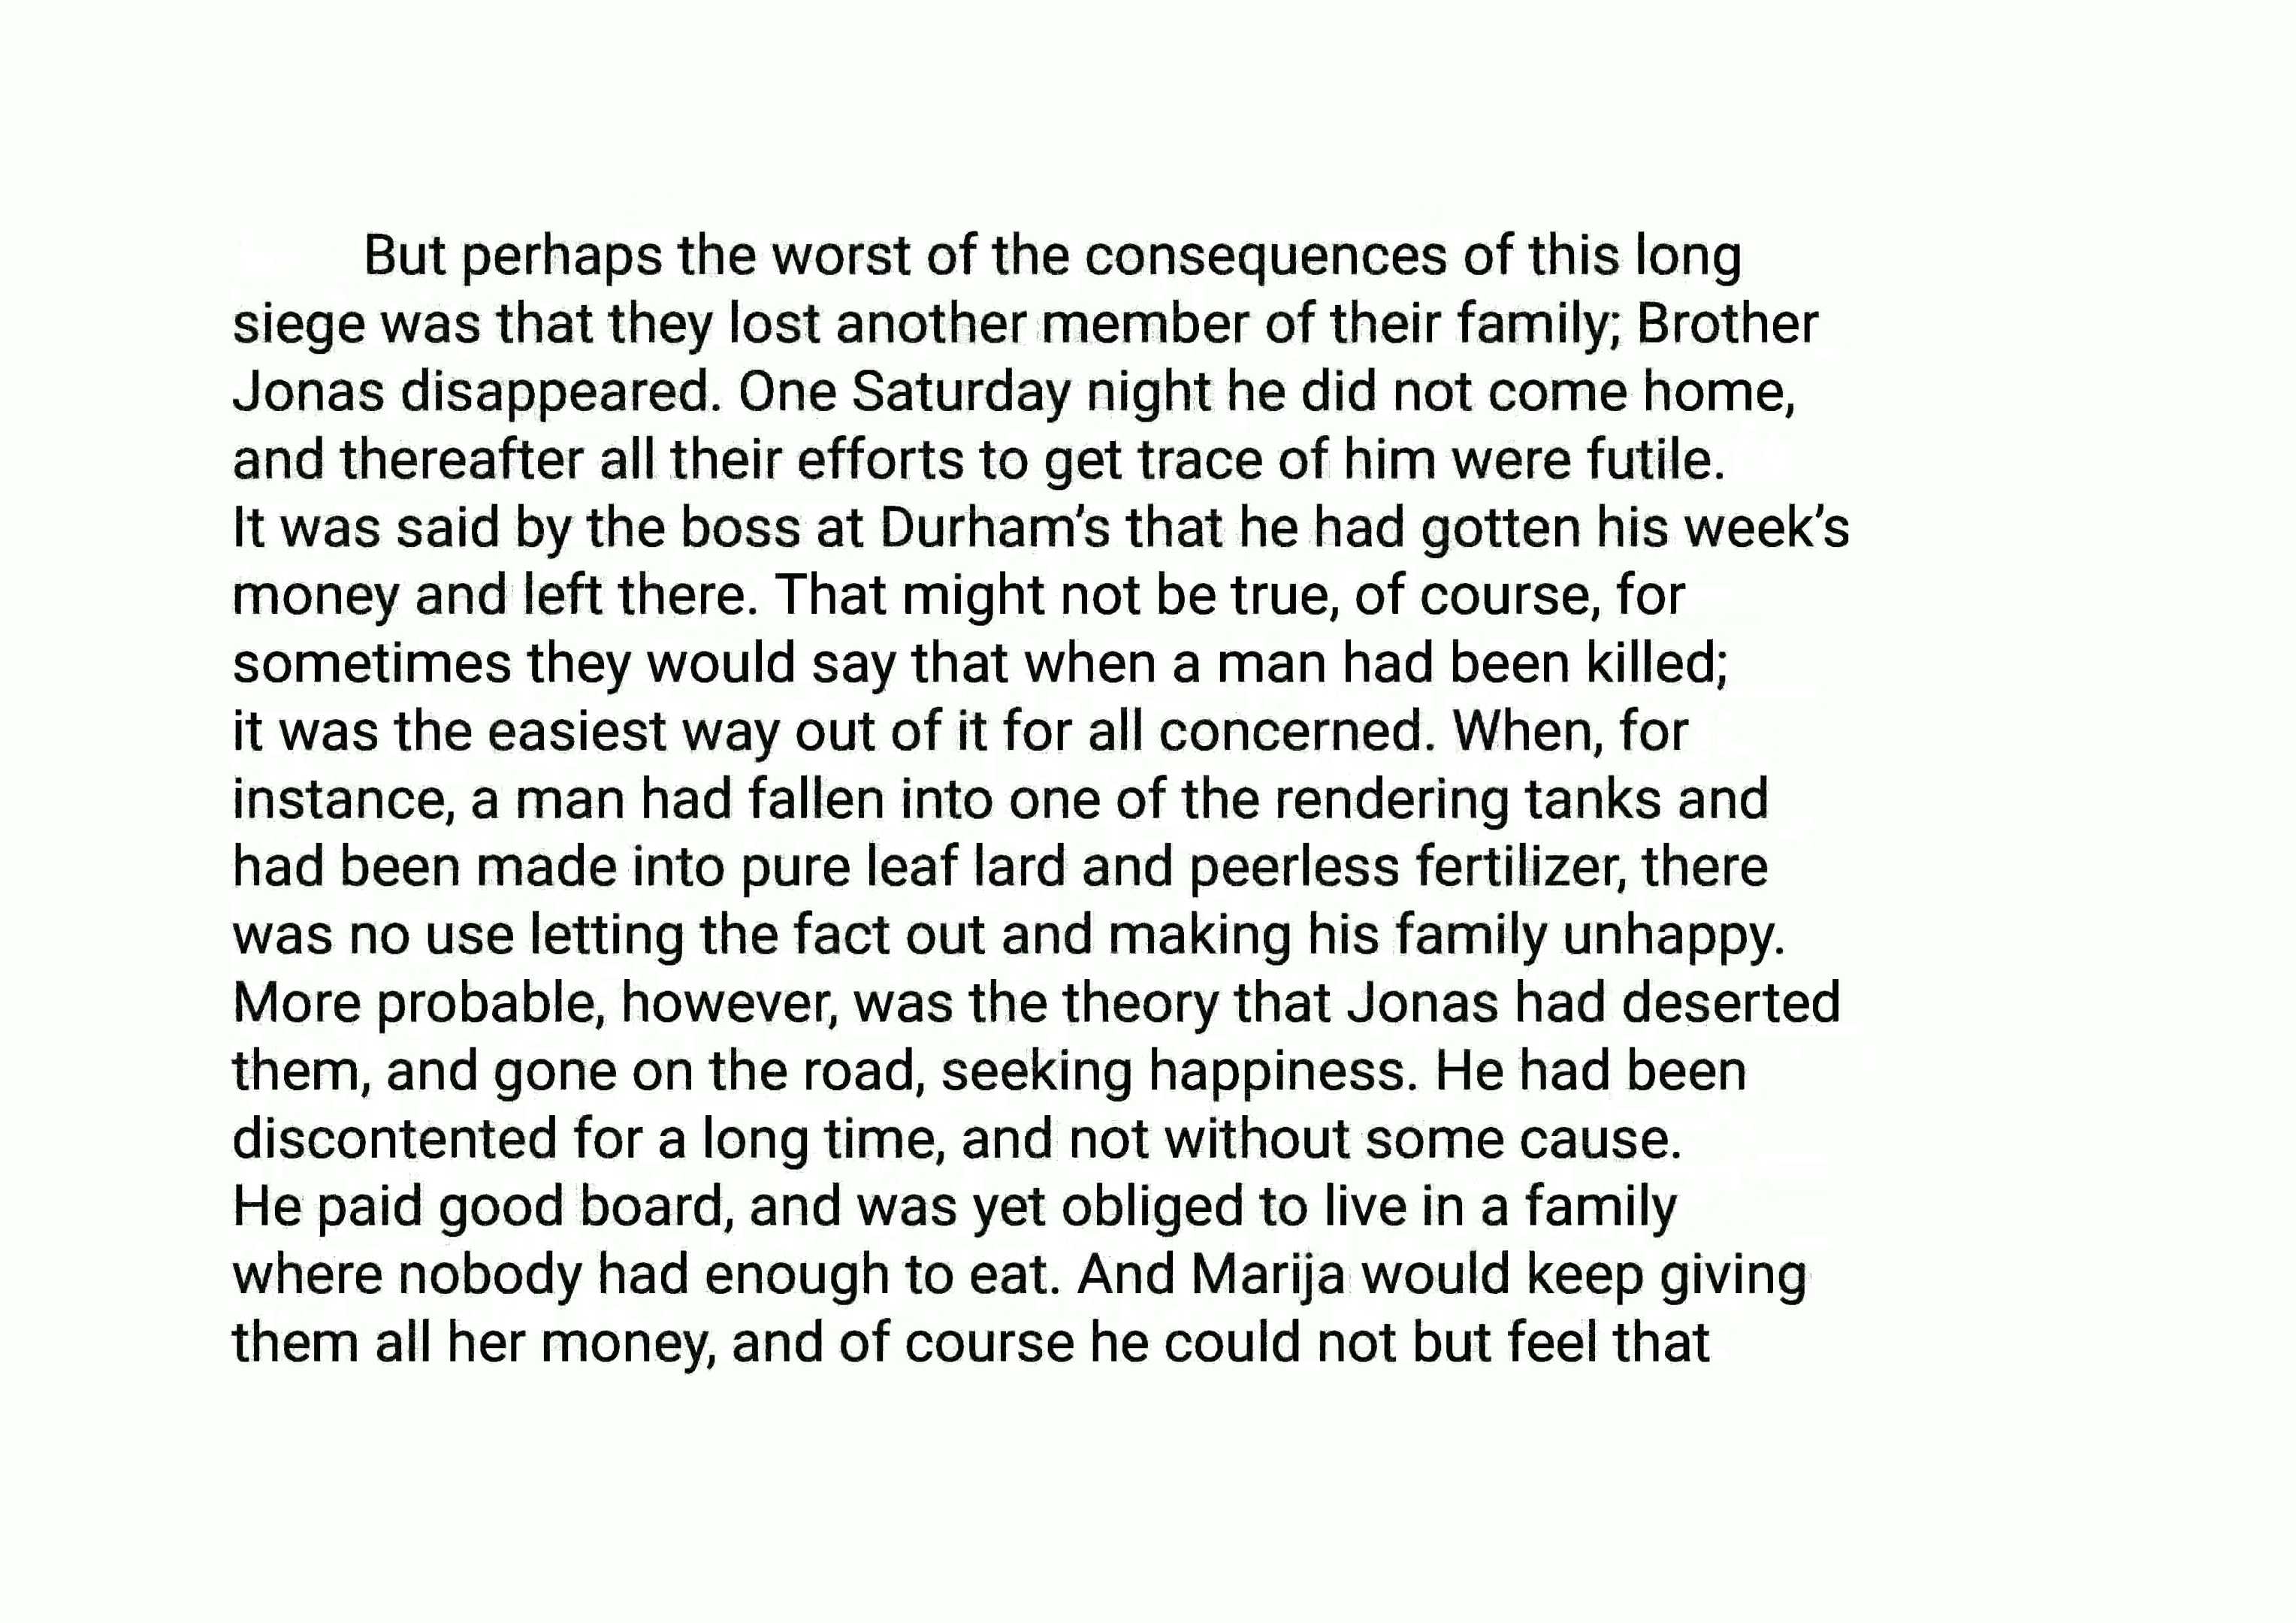 But perhaps the worst of the consequences of this long
siege was that they lost another member of their family; Brother
Jonas disappeared. One Saturday night he did not come home,
and thereafter all their efforts to get trace of him were futile.
It was said by the boss at Durham’s that he had gotten his week’s
money and left there. That might not be true, of course, for
sometimes they would say that when a man had been killed;
it was the easiest way out of it for all concerned. When, for
instance, a man had fallen into one of the rendering tanks and
had been made into pure leaf lard and peerless fertilizer, there
was no use letting the fact out and making his family unhappy.
More probable, however, was the theory that Jonas had deserted
them, and gone on the road, seeking happiness. He had been
discontented for a long time, and not without some cause.
He paid good board, and was yet obliged to live in a family
where nobody had enough to eat. And Marija would keep giving
them all her money, and of course he could not but feel that